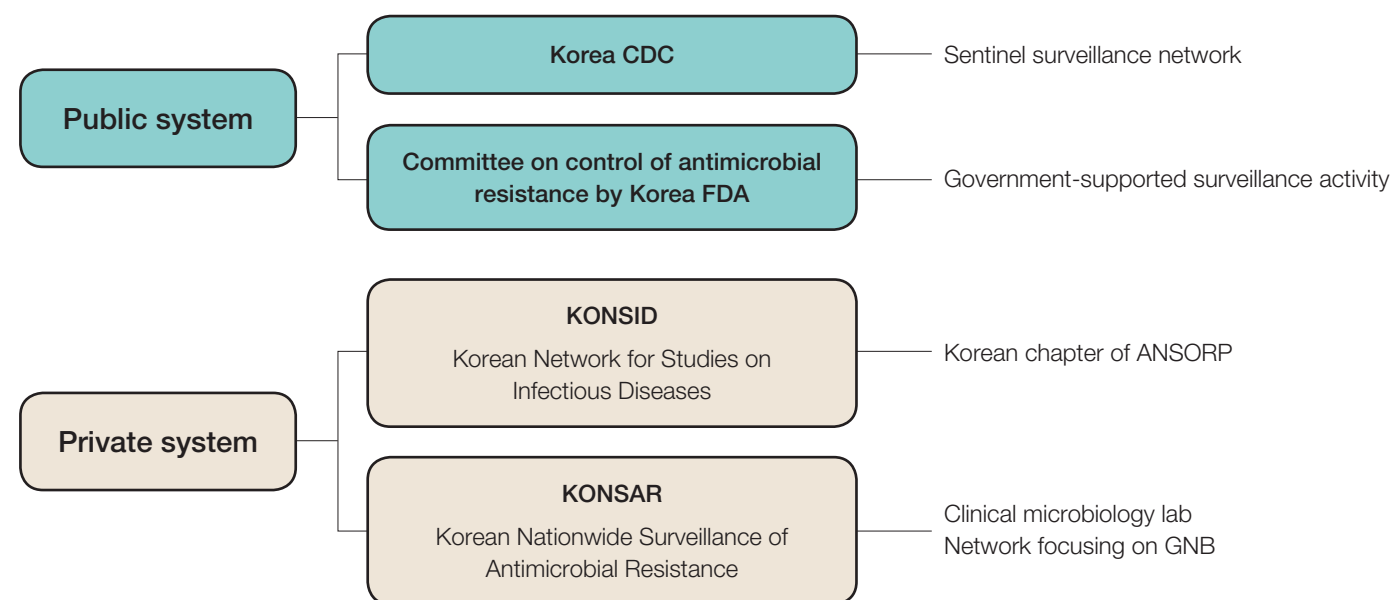 Public system
Korea CDC
Sentinel surveillance network
Committee on control of antimicrobial
resistance by Korea FDA
Government-supported surveillance activity
Private system
KONSID
Korean Network for Studies on
Infectious Diseases
Korean chapter of ANSORP
KONSAR
Korean Nationwide Surveillance of
Antimicrobial Resistance
Clinical microbiology lab
Network focusing on GNB